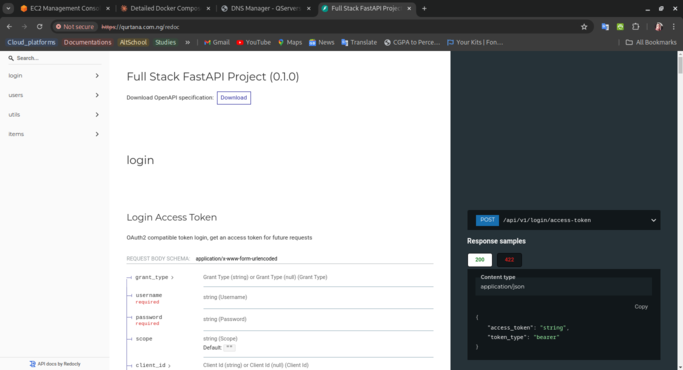 EC2 Management Conso
Detailed Docker Compo
DNS Manager - QServers
Full Stack FastAPI Projec
Not secure
https://qurtana.com.ng/redoc
Cloud_platforms Documentations AltSchool Studies » Gmail YouTube Maps News Translate CGPA to Perce... Your Kits | Fon... All Bookmarks
Search...
login
users
utils
items
API docs by Redocly
Full Stack FastAPI Project (0.1.0)
Download OpenAPI specification: Download
login
Login Access Token
OAuth2 compatible token login, get an access token for future requests
REQUEST BODY SCHEMA: application/x-www-form-urlencoded
grant_type Grant Type (string) or Grant Type (null) (Grant Type)
username string (Username)
required
password string (Password)
required
scope string (Scope)
Default: ""
client_id Client Id (string) or Client Id (null) (Client Id)
POST /api/v1/login/access-token
Response samples
200 422
Content type
application/json
Copy
{
"access_token": "string",
"token_type": "bearer"
}